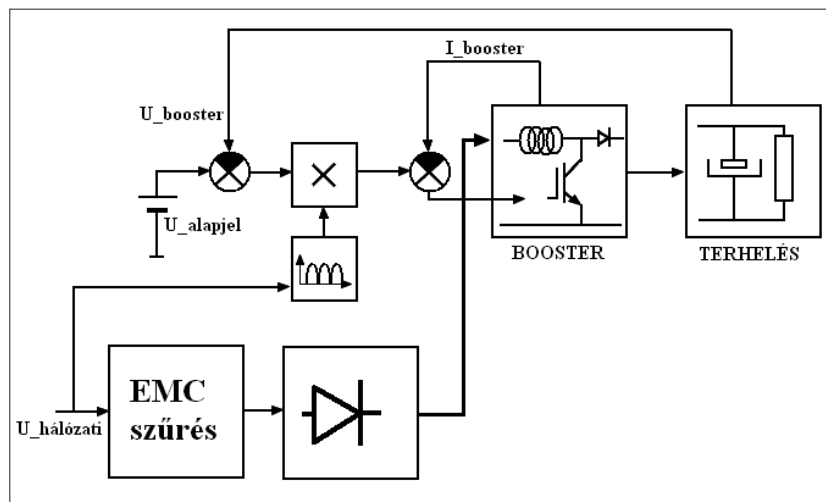 I_booster
U_booster
U_alapjel
BOOSTER
TERHELÉS
U_hálózati
EMC
szűrés